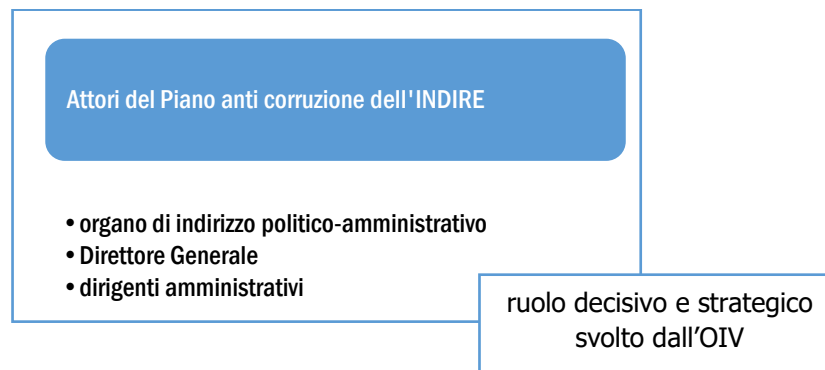 Attori del Piano anti corruzione dell'INDIRE
•organo di indirizzo politico-amministrativo
•Direttore Generale
•dirigenti amministrativi
ruolo decisivo e strategico
svolto dall’OIV